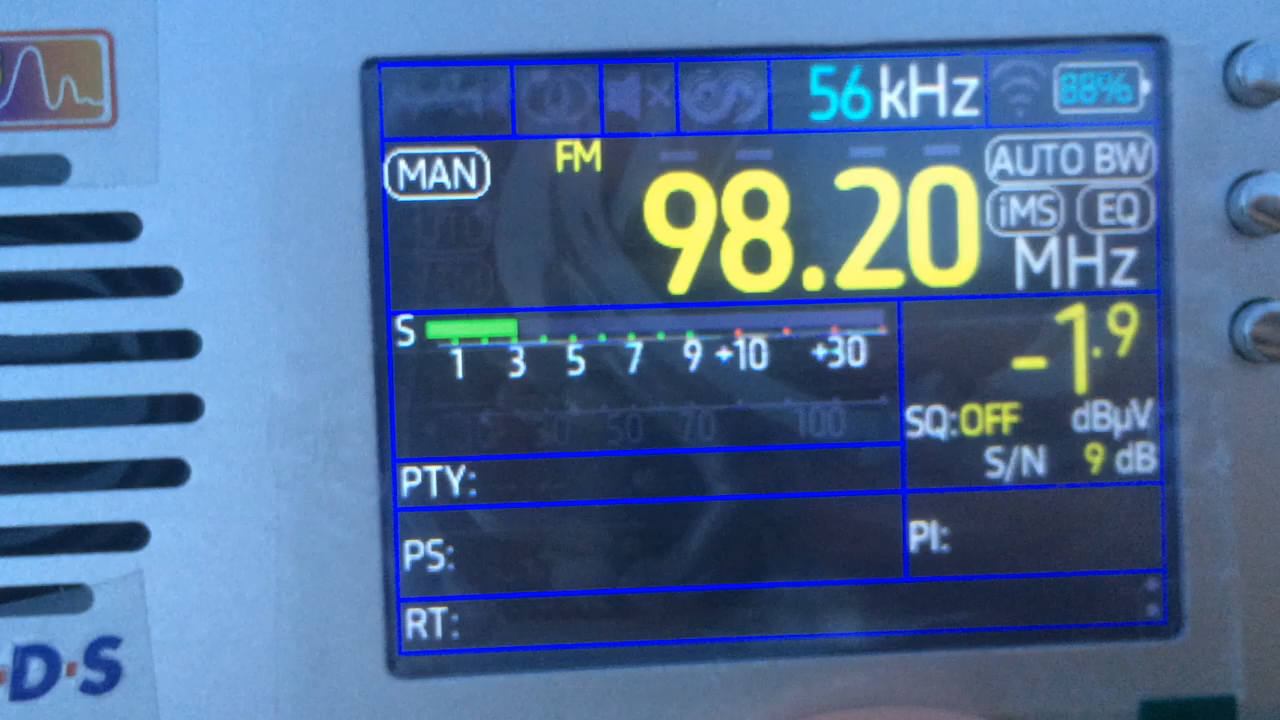 56 kHz 88%
MAN FM 98.20 MHz AUTO BW
iMS EQ
S 1 3 5 7 9 +10 +30
-1.9 dBµV
SQ:OFF
S/N 9 dB
PTY:
PS:
PI:
RT:
D·S